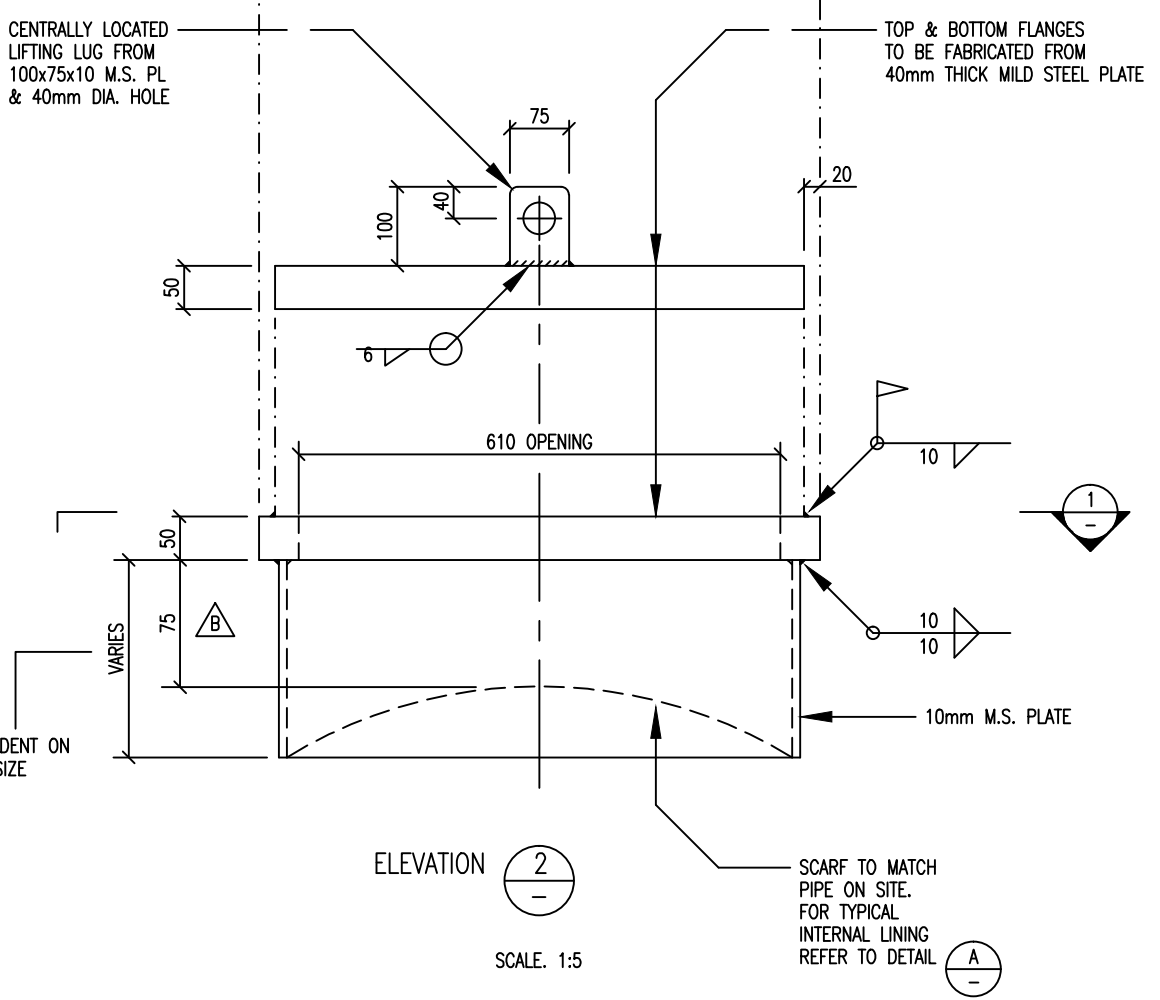 CENTRALLY LOCATED
LIFTING LUG FROM
100x75x10 M.S. PL
& 40mm DIA. HOLE
TOP & BOTTOM FLANGES
TO BE FABRICATED FROM
40mm THICK MILD STEEL PLATE
75
20
40
100
50
6
610 OPENING
10
1
–
50
75
B
VARIES
10
10
10mm M.S. PLATE
DENT ON
SIZE
ELEVATION
2
–
SCALE. 1:5
SCARF TO MATCH
PIPE ON SITE.
FOR TYPICAL
INTERNAL LINING
REFER TO DETAIL
A
–